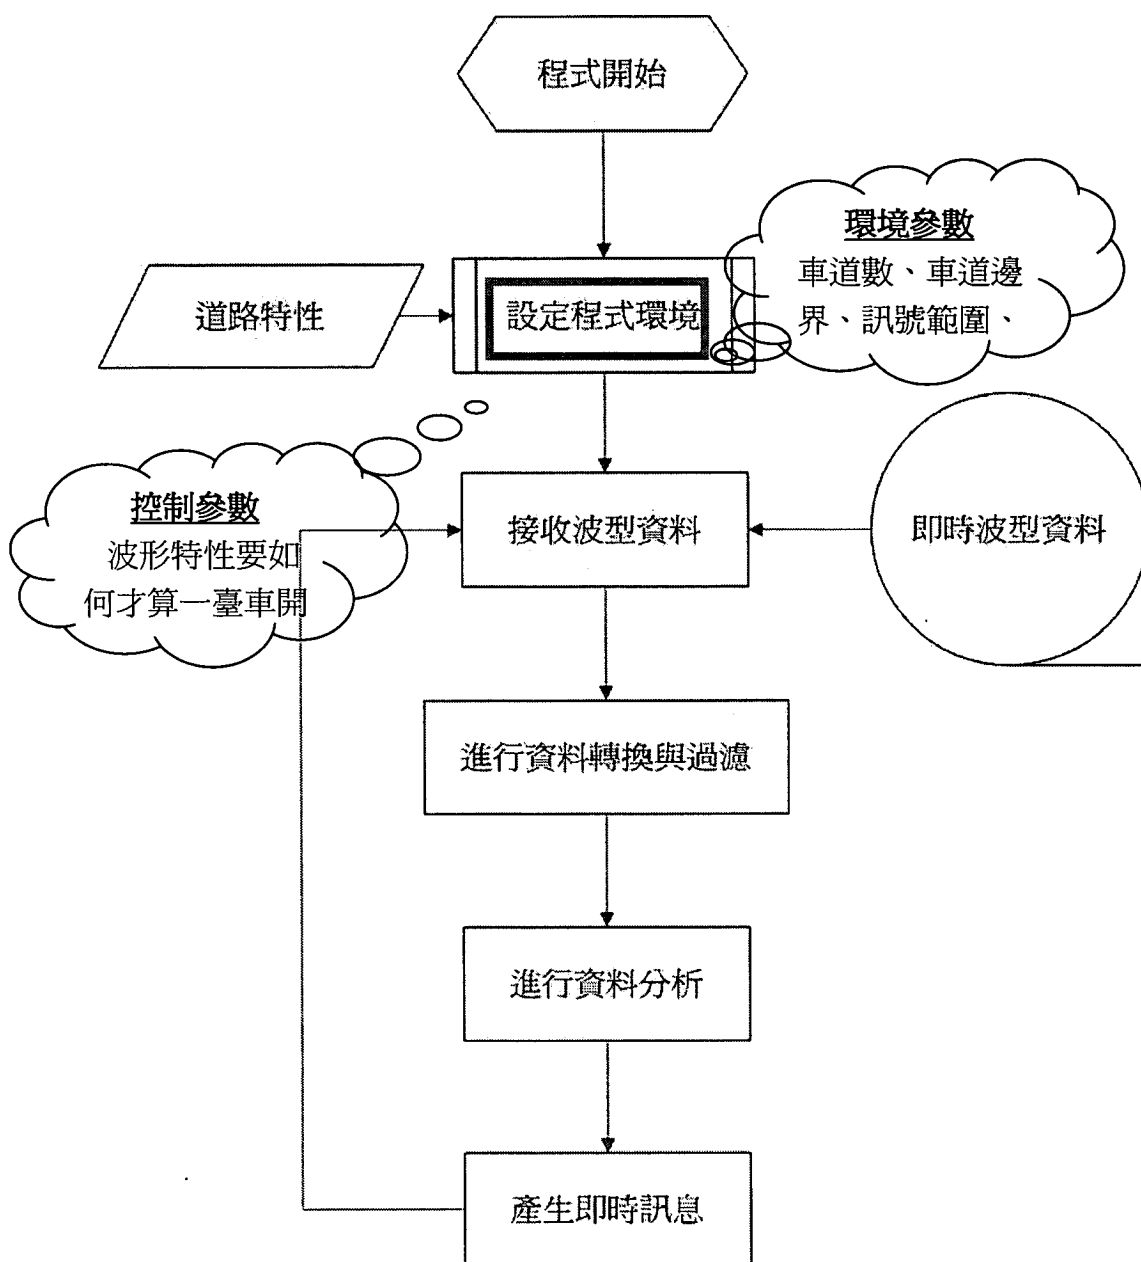 程式開始
環境參數
車道數、車道邊
界、訊號範圍、
道路特性
設定程式環境
控制參數
波形特性要如
何才算一臺車開
接收波型資料
即時波型資料
進行資料轉換與過濾
進行資料分析
產生即時訊息